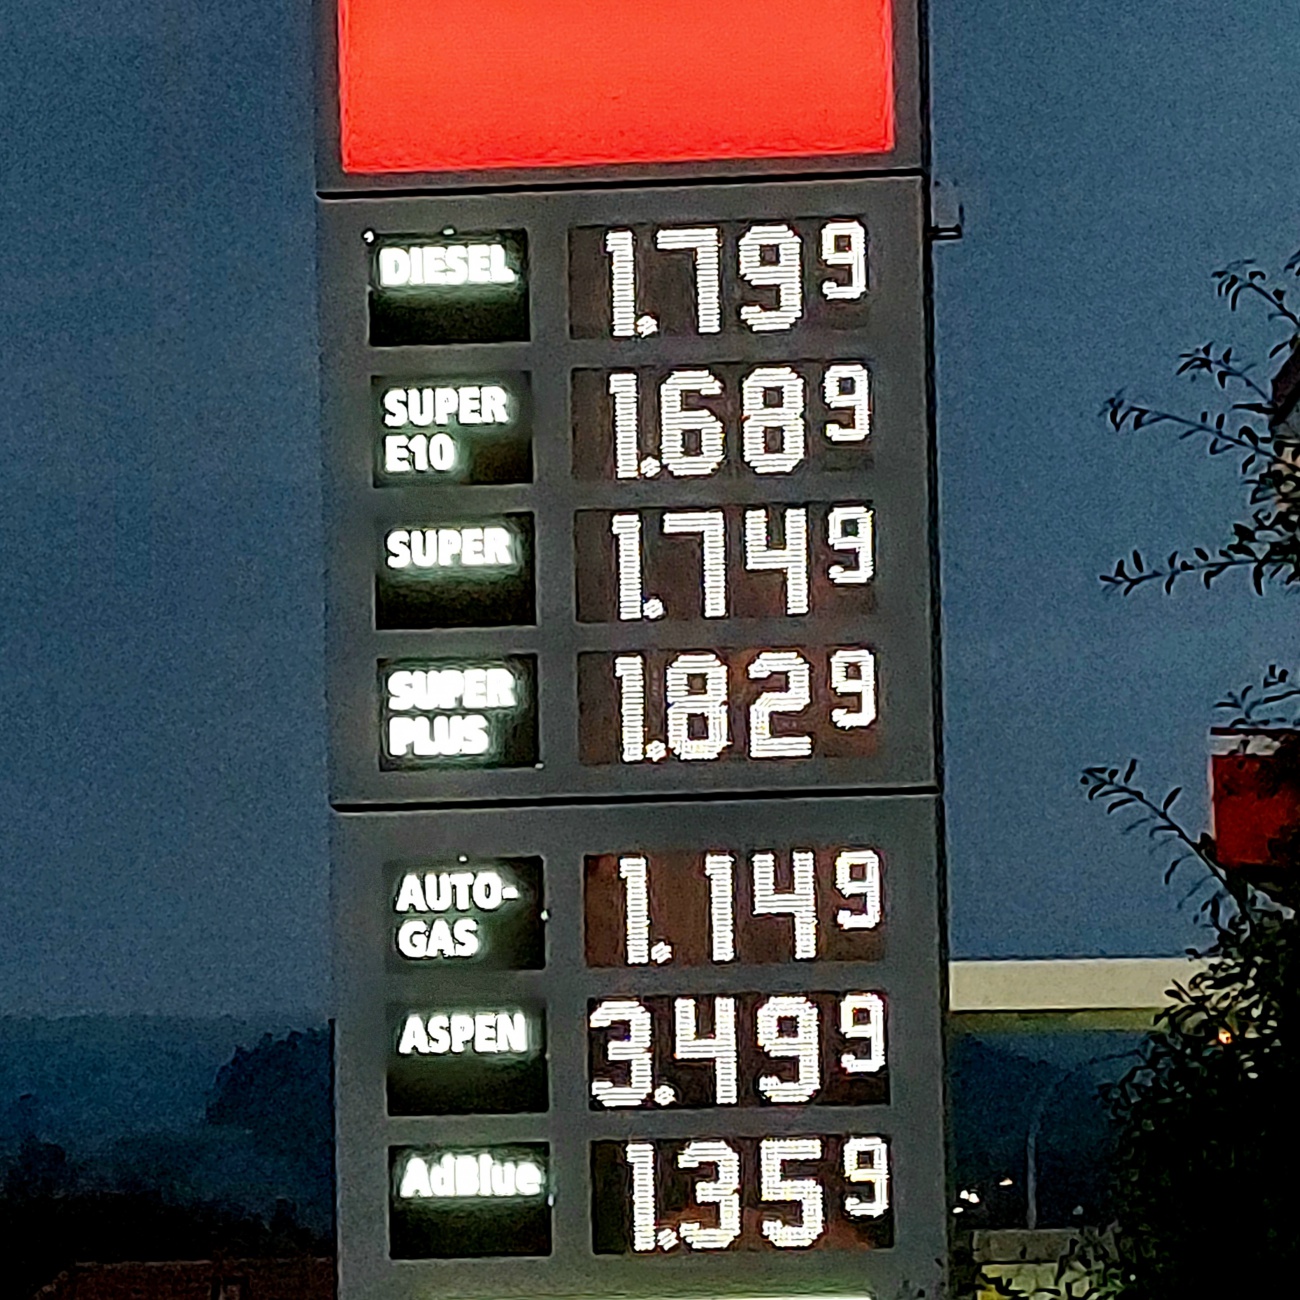 DIESEL 1.799
SUPER
E10 1.689
SUPER 1.749
SUPER
PLUS 1.829
AUTO-
GAS 1.149
ASPEN 3.499
AdBlue 1.359